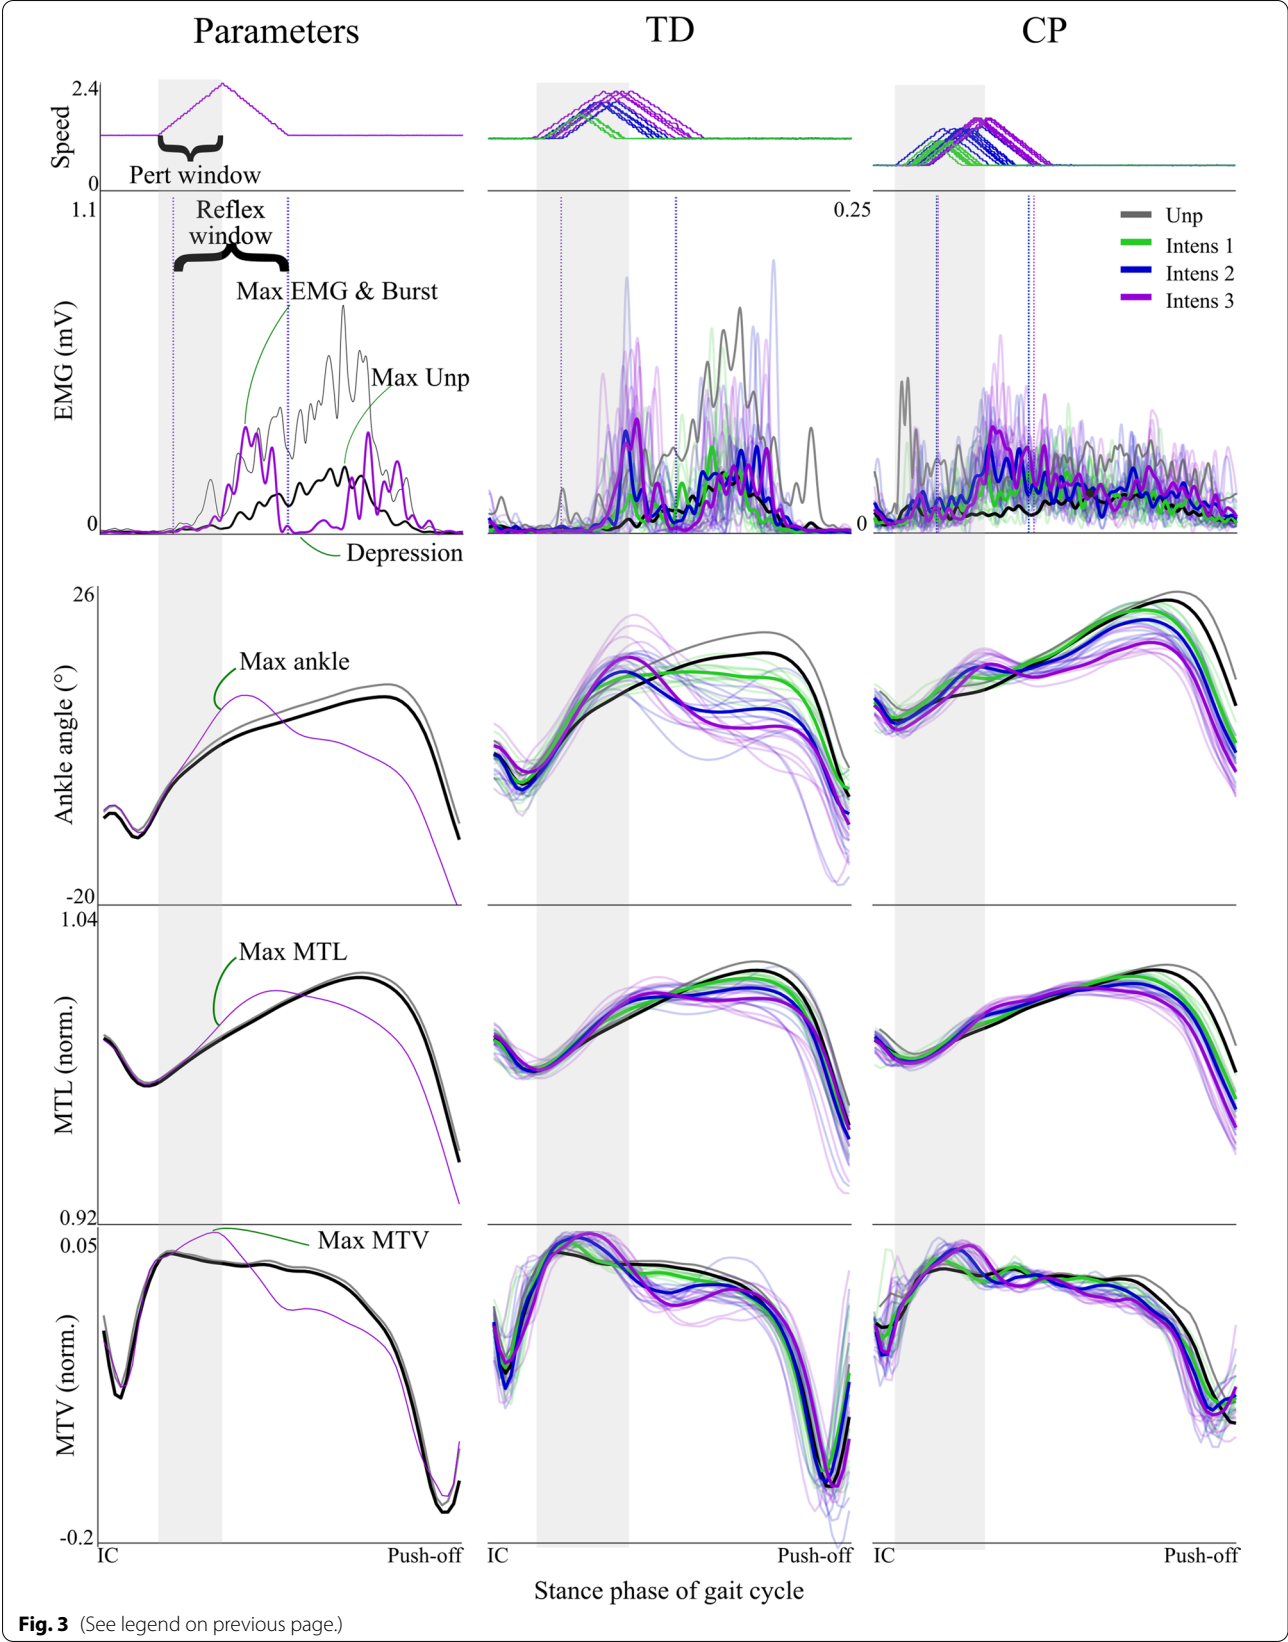 Parameters
TD
CP
Speed
2.4
0
Pert window
1.1
Reflex
window
0.25
Unp
Intens 1
Intens 2
Intens 3
EMG (mV)
Max EMG & Burst
Max Unp
0
0
Depression
Ankle angle (°)
26
Max ankle
-20
MTL (norm.)
1.04
Max MTL
0.92
MTV (norm.)
0.05
Max MTV
-0.2
IC
Push-off
IC
Push-off
IC
Push-off
Stance phase of gait cycle
Fig. 3 (See legend on previous page.)